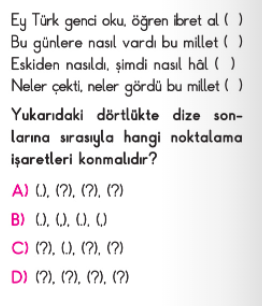 Ey Türk genci oku, öğren ibret al ( )
Bu günlere nasıl vardı bu millet ( )
Eskiden nasıldı, şimdi nasıl hâl ( )
Neler çekti, neler gördü bu millet ( )
Yukarıdaki dörtlükte dize son-
larına sırasıyla hangi noktalama
işaretleri konmalıdır?
A) (.), (?), (?), (?)
B) (.), (.), (.), (.)
C) (?), (.), (?), (?)
D) (?), (?), (?), (?)